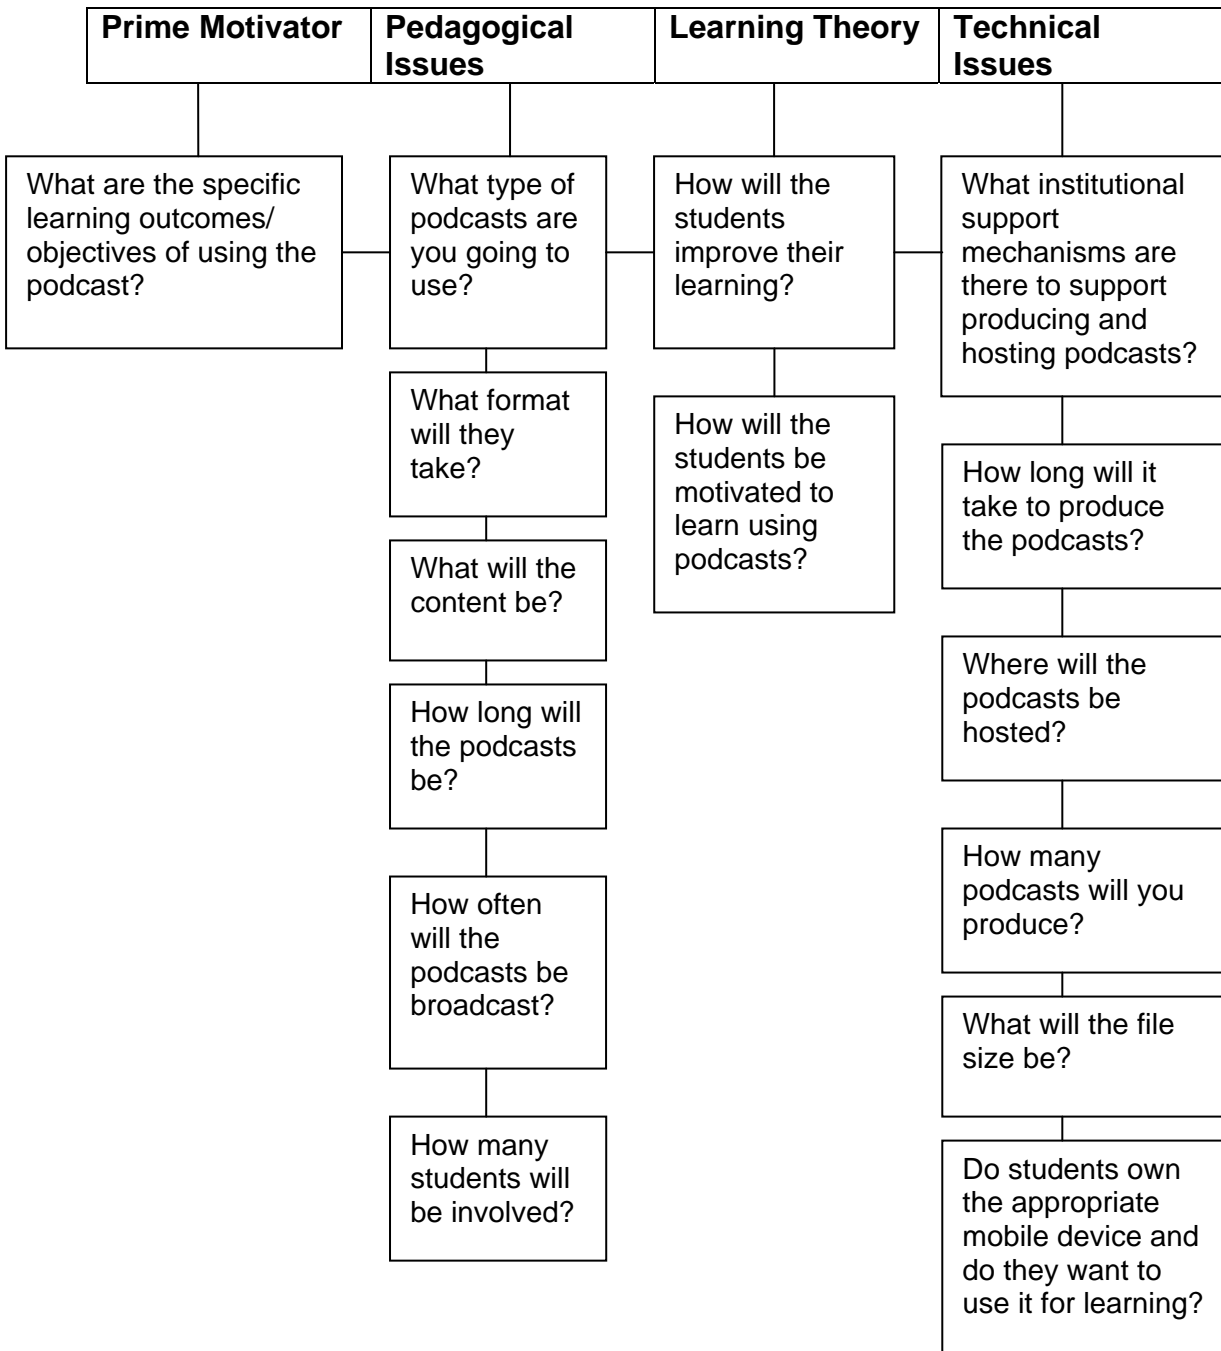 Prime Motivator
Pedagogical
Issues
Learning Theory
Technical
Issues
What are the specific
learning outcomes/
objectives of using the
podcast?
What type of
podcasts are
you going to
use?
What format
will they
take?
What will the
content be?
How long will
the podcasts
be?
How often
will the
podcasts be
broadcast?
How many
students will
be involved?
How will the
students
improve their
learning?
How will the
students be
motivated to
learn using
podcasts?
What institutional
support
mechanisms are
there to support
producing and
hosting podcasts?
How long will it
take to produce
the podcasts?
Where will the
podcasts be
hosted?
How many
podcasts will you
produce?
What will the file
size be?
Do students own
the appropriate
mobile device and
do they want to
use it for learning?